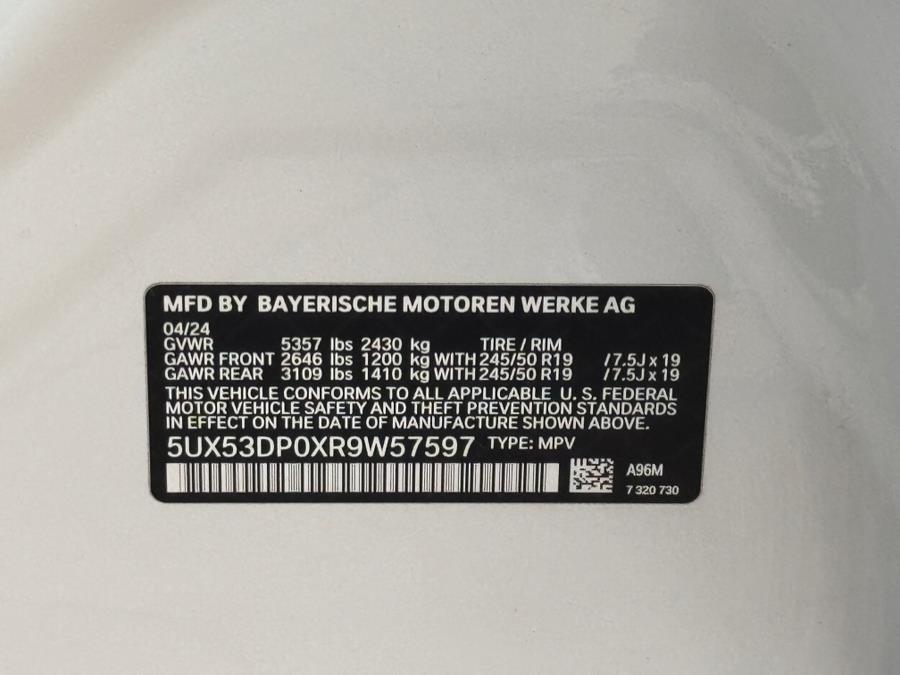 MFD BY BAYERISCHE MOTOREN WERKE AG
04/24
GVWR 5357 lbs 2430 kg TIRE / RIM
GAWR FRONT 2646 lbs 1200 kg WITH 245/50 R19 /7.5J x 19
GAWR REAR 3109 lbs 1410 kg WITH 245/50 R19 /7.5J x 19
THIS VEHICLE CONFORMS TO ALL APPLICABLE U. S. FEDERAL
MOTOR VEHICLE SAFETY AND THEFT PREVENTION STANDARDS
IN EFFECT ON THE DATE OF MANUFACTURE SHOWN ABOVE.
5UX53DP0XR9W57597 TYPE: MPV
A96M
7 320 730